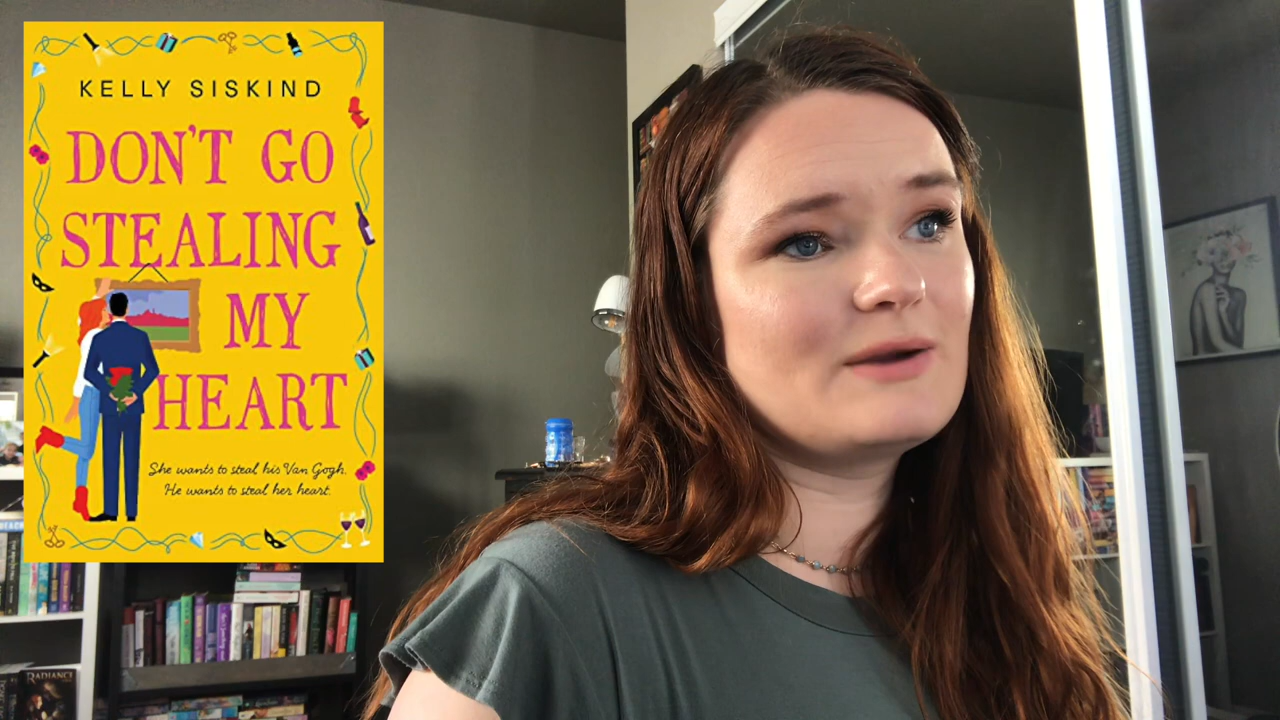 KELLY SISKIND
DON'T GO
STEALING
MY
HEART
She wants to steal his Van Gogh.
He wants to steal her heart.
RADIANCE